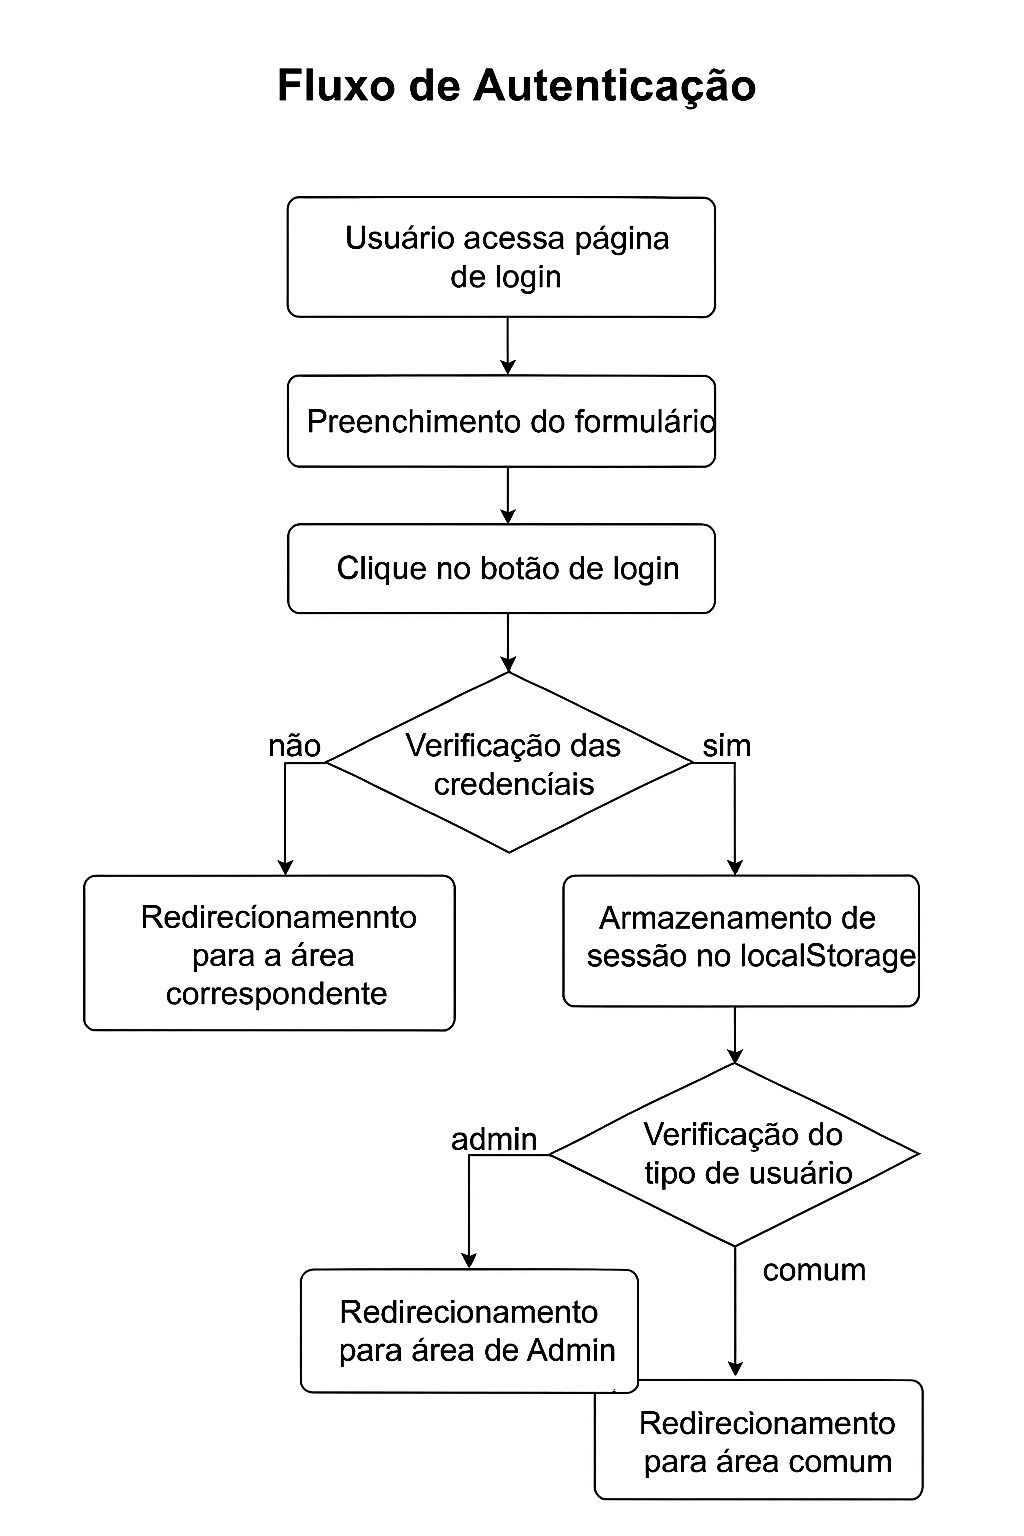 Fluxo de Autenticação
Usuário acessa página
de login
Preenchimento do formulário
Clique no botão de login
não
Verificação das
credencíais
sim
Redirecíonamennto
para a área
correspondente
Armazenamento de
sessão no localStorage
admin
Verificação do
tipo de usuário
comum
Redirecionamento
para área de Admin
Redirecionamento
para área comum